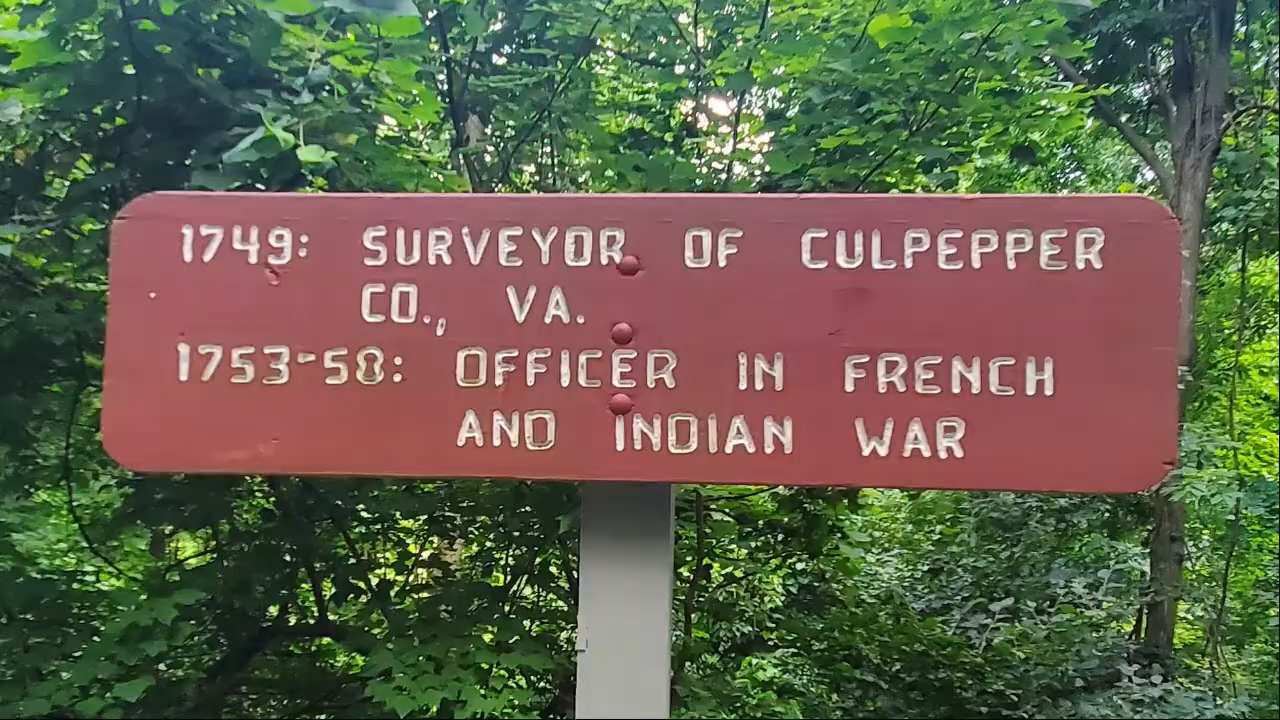 1749: SURVEYOR OF CULPEPPER
CO., VA.
1753-58: OFFICER IN FRENCH
AND INDIAN WAR